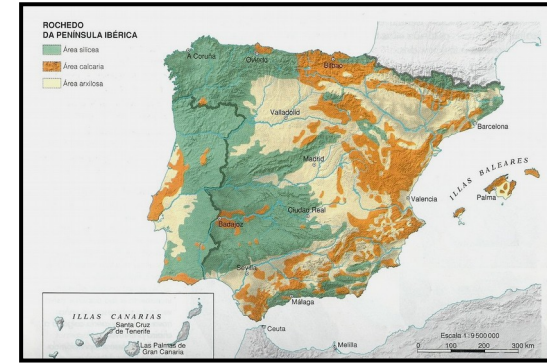 ROCHEDO
DA PENÍNSULA IBÉRICA
Área silícea
Área calcaria
Área arxilosa
A Coruña
Oviedo
Bilbao
Valladolid
Barcelona
Madrid
ILLAS BALEARES
Palma
Valencia
Ciudad Real
Badajoz
Sevilla
Málaga
ILLAS CANARIAS
Santa Cruz
de Tenerife
Las Palmas de
Gran Canaria
Ceuta
Melilla
Escala 1:9 500 000
0 100 200 300 km